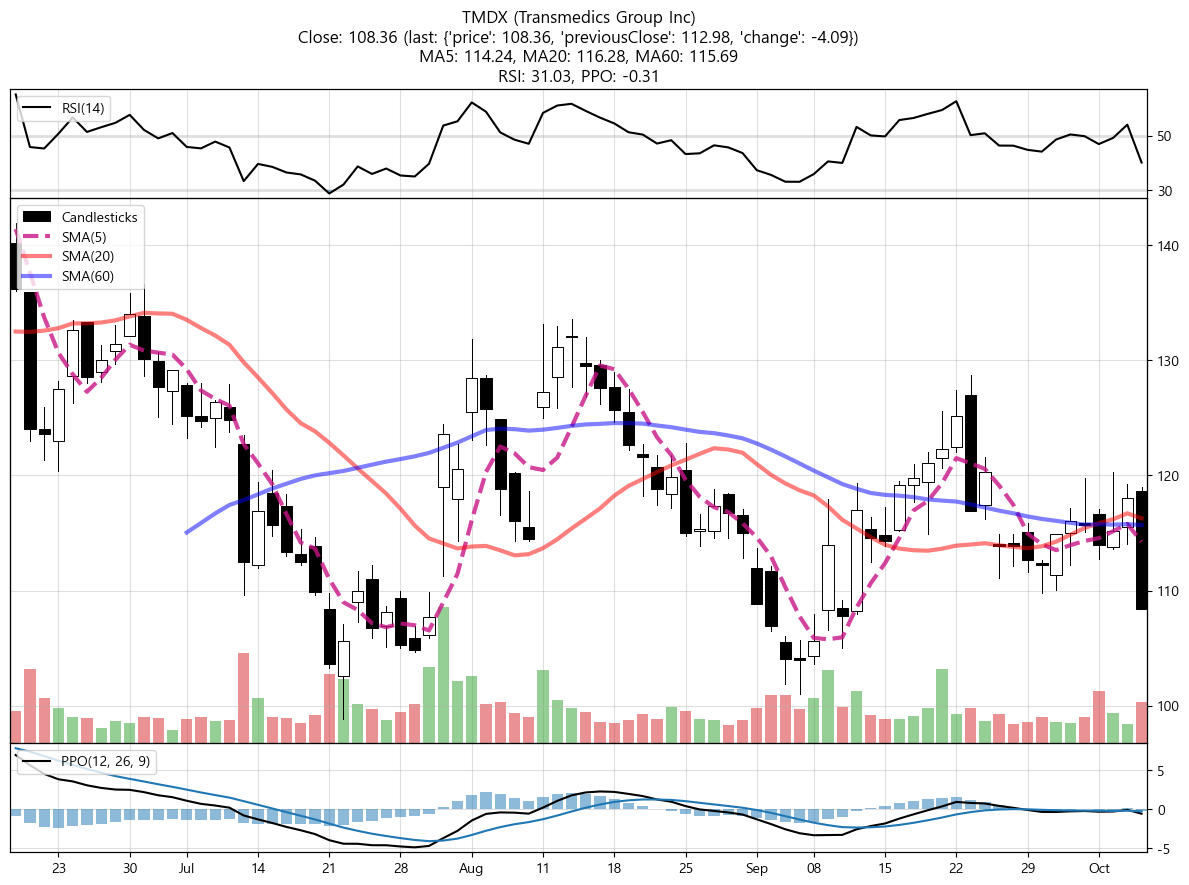 TMDX (Transmedics Group Inc)
Close: 108.36 (last: {'price': 108.36, 'previousClose': 112.98, 'change': -4.09})
MA5: 114.24, MA20: 116.28, MA60: 115.69
RSI: 31.03, PPO: -0.31
RSI(14)
50
30
Candlesticks
SMA(5)
SMA(20)
SMA(60)
140
130
120
110
100
PPO(12, 26, 9)
5
0
-5
23 30 Jul 14 21 28 Aug 11 18 25 Sep 08 15 22 29 Oct